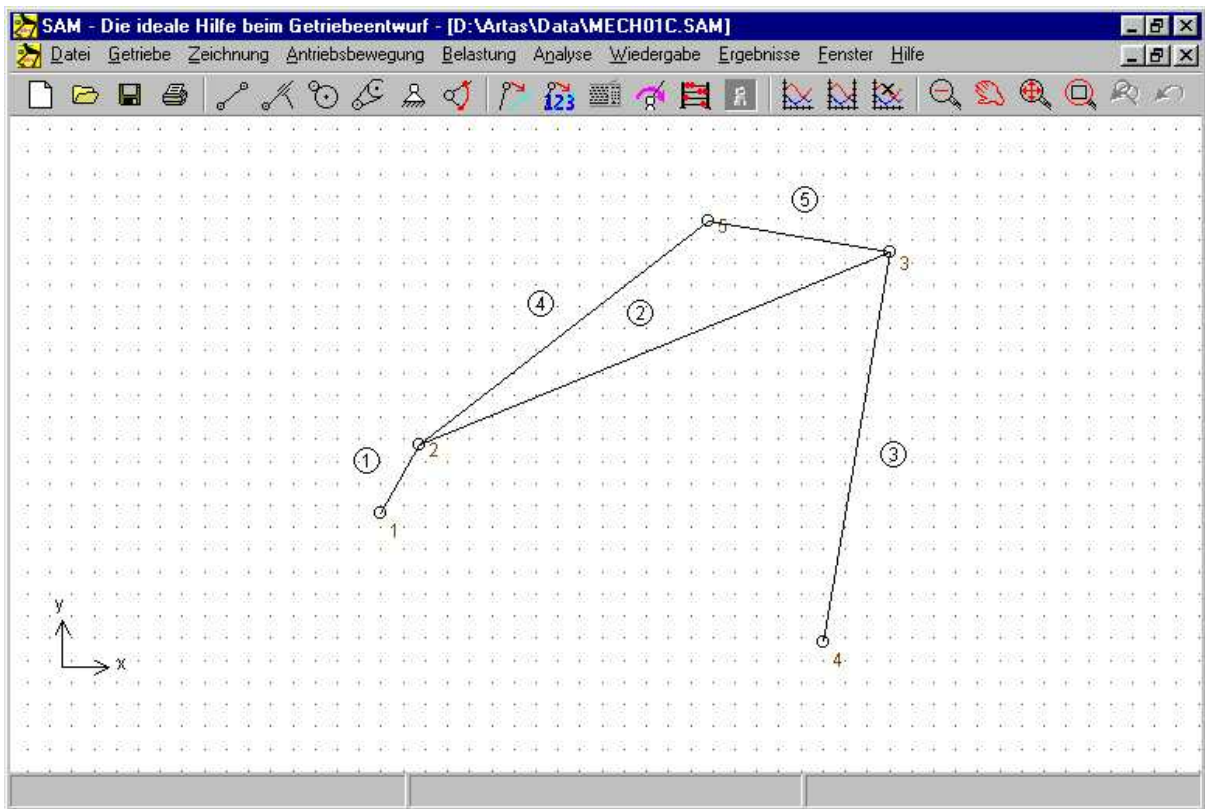 SAM - Die ideale Hilfe beim Getriebeentwurf - [D:\Artas\Data\MECH01C.SAM]
Datei Getriebe Zeichnung Antriebsbewegung Belastung Analyse Wiedergabe Ergebnisse Fenster Hilfe
123
5
5
3
4
2
2
1
3
1
y
4
x